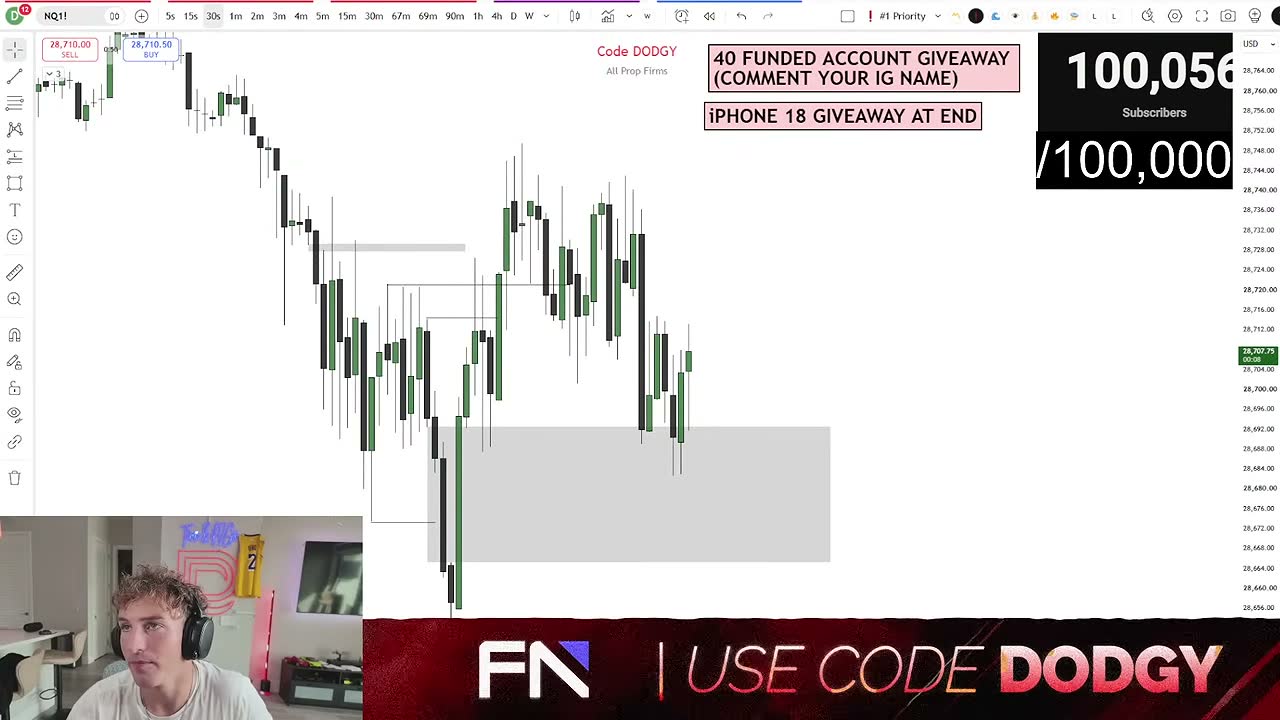 D
12
NQ1!
5s
15s
30s
1m
2m
3m
4m
5m
15m
30m
67m
69m
90m
1h
4h
D
W
w
#1 Priority
L
L
28,710.00
SELL
0.50
28,710.50
BUY
3
Code DODGY
All Prop Firms
40 FUNDED ACCOUNT GIVEAWAY
(COMMENT YOUR IG NAME)
iPHONE 18 GIVEAWAY AT END
100,056
Subscribers
/100,000
USD
28,764.00
28,760.00
28,756.00
28,752.00
28,748.00
28,744.00
28,740.00
28,736.00
28,732.00
28,728.00
28,724.00
28,720.00
28,716.00
28,712.00
28,707.75
00:08
28,704.00
28,700.00
28,696.00
28,692.00
28,688.00
28,684.00
28,680.00
28,676.00
28,672.00
28,668.00
28,664.00
28,660.00
28,656.00
2
D
FN | USE CODE DODGY